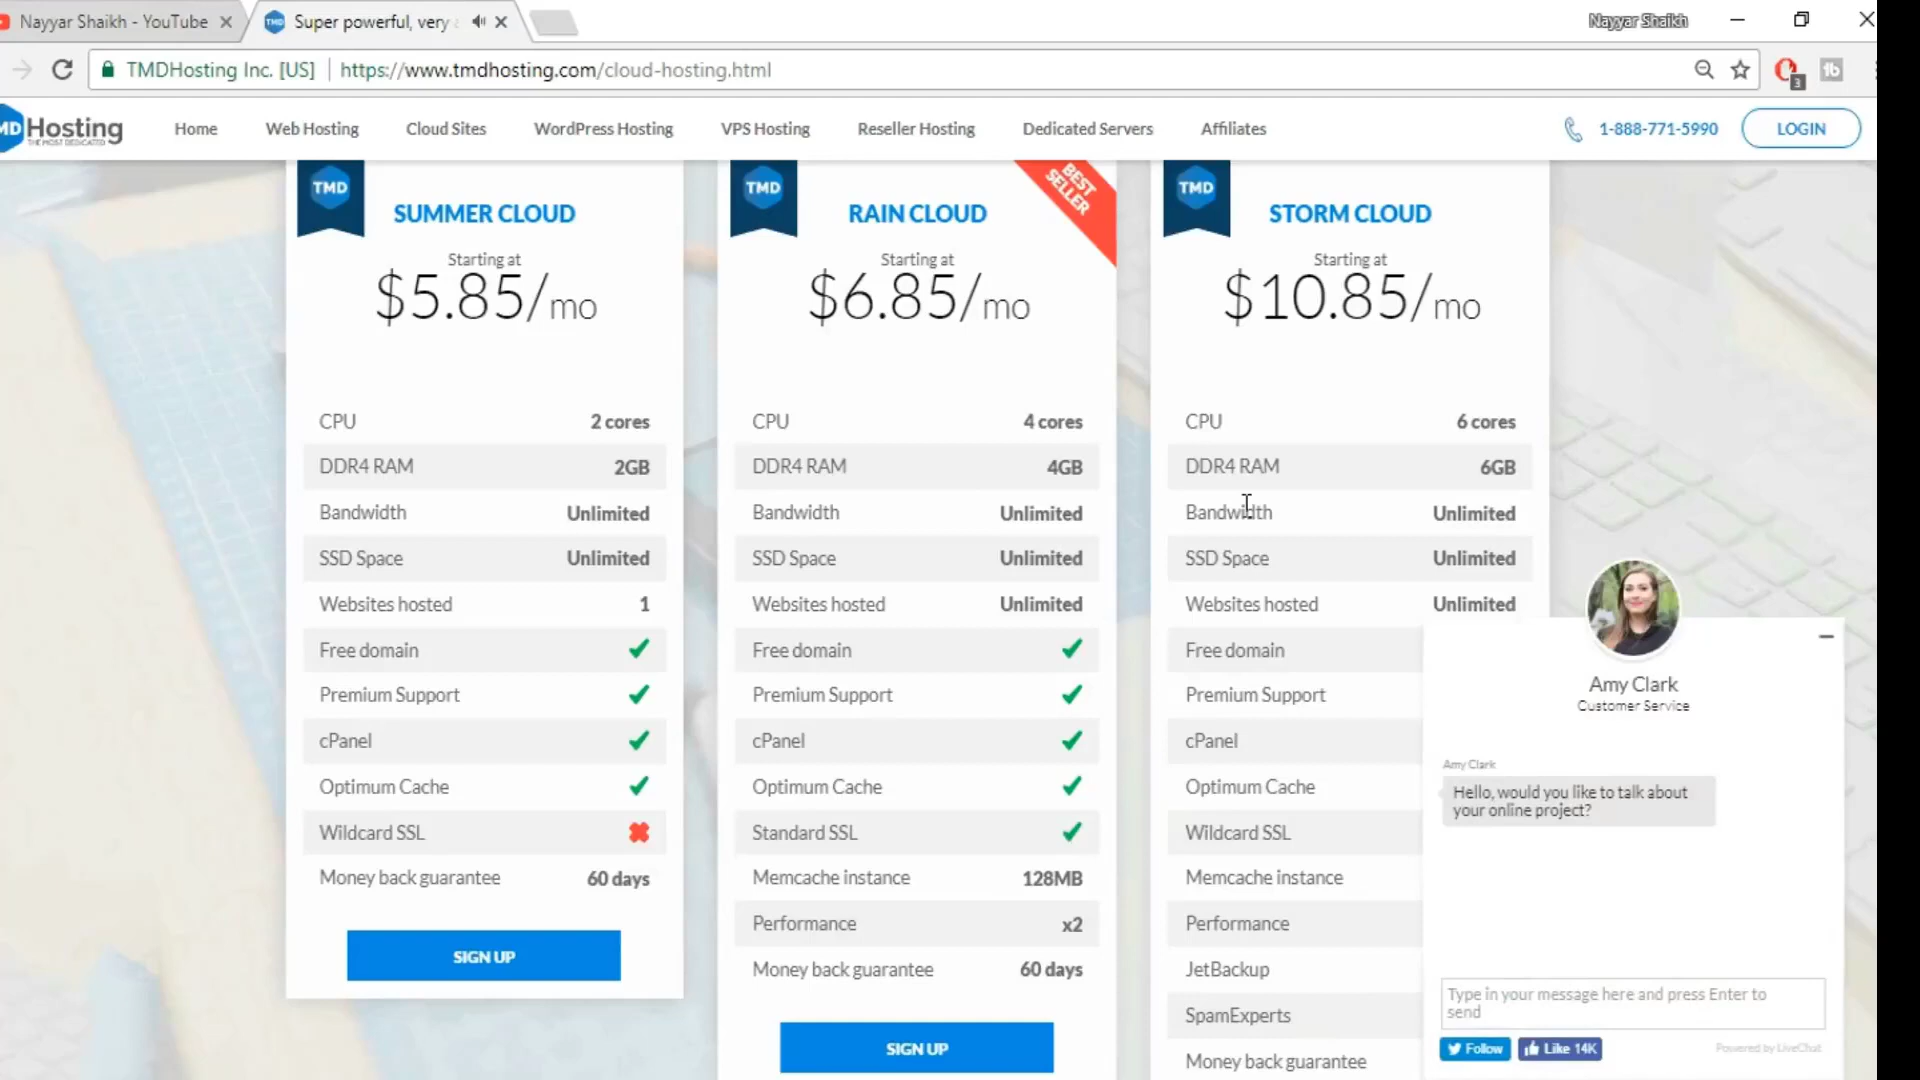 Nayyar Shaikh - YouTube
Super powerful, very
Nayyar Shaikh
TMDHosting Inc. [US]
https://www.tmdhosting.com/cloud-hosting.html
3
tb
MD Hosting
THE MOST DEDICATED
Home
Web Hosting
Cloud Sites
WordPress Hosting
VPS Hosting
Reseller Hosting
Dedicated Servers
Affiliates
1-888-771-5990
LOGIN
TMD
SUMMER CLOUD
Starting at
$5.85/mo
CPU 2 cores
DDR4 RAM 2GB
Bandwidth Unlimited
SSD Space Unlimited
Websites hosted 1
Free domain
Premium Support
cPanel
Optimum Cache
Wildcard SSL
Money back guarantee 60 days
SIGN UP
TMD
BEST
SELLER
RAIN CLOUD
Starting at
$6.85/mo
CPU 4 cores
DDR4 RAM 4GB
Bandwidth Unlimited
SSD Space Unlimited
Websites hosted Unlimited
Free domain
Premium Support
cPanel
Optimum Cache
Standard SSL
Memcache instance 128MB
Performance x2
Money back guarantee 60 days
SIGN UP
TMD
STORM CLOUD
Starting at
$10.85/mo
CPU 6 cores
DDR4 RAM 6GB
Bandwidth Unlimited
SSD Space Unlimited
Websites hosted Unlimited
Free domain
Premium Support
cPanel
Optimum Cache
Wildcard SSL
Memcache instance
Performance
JetBackup
SpamExperts
Money back guarantee
Amy Clark
Customer Service
Amy Clark
Hello, would you like to talk about
your online project?
Type in your message here and press Enter to
send
Follow
Like 14K
Powered by LiveChat